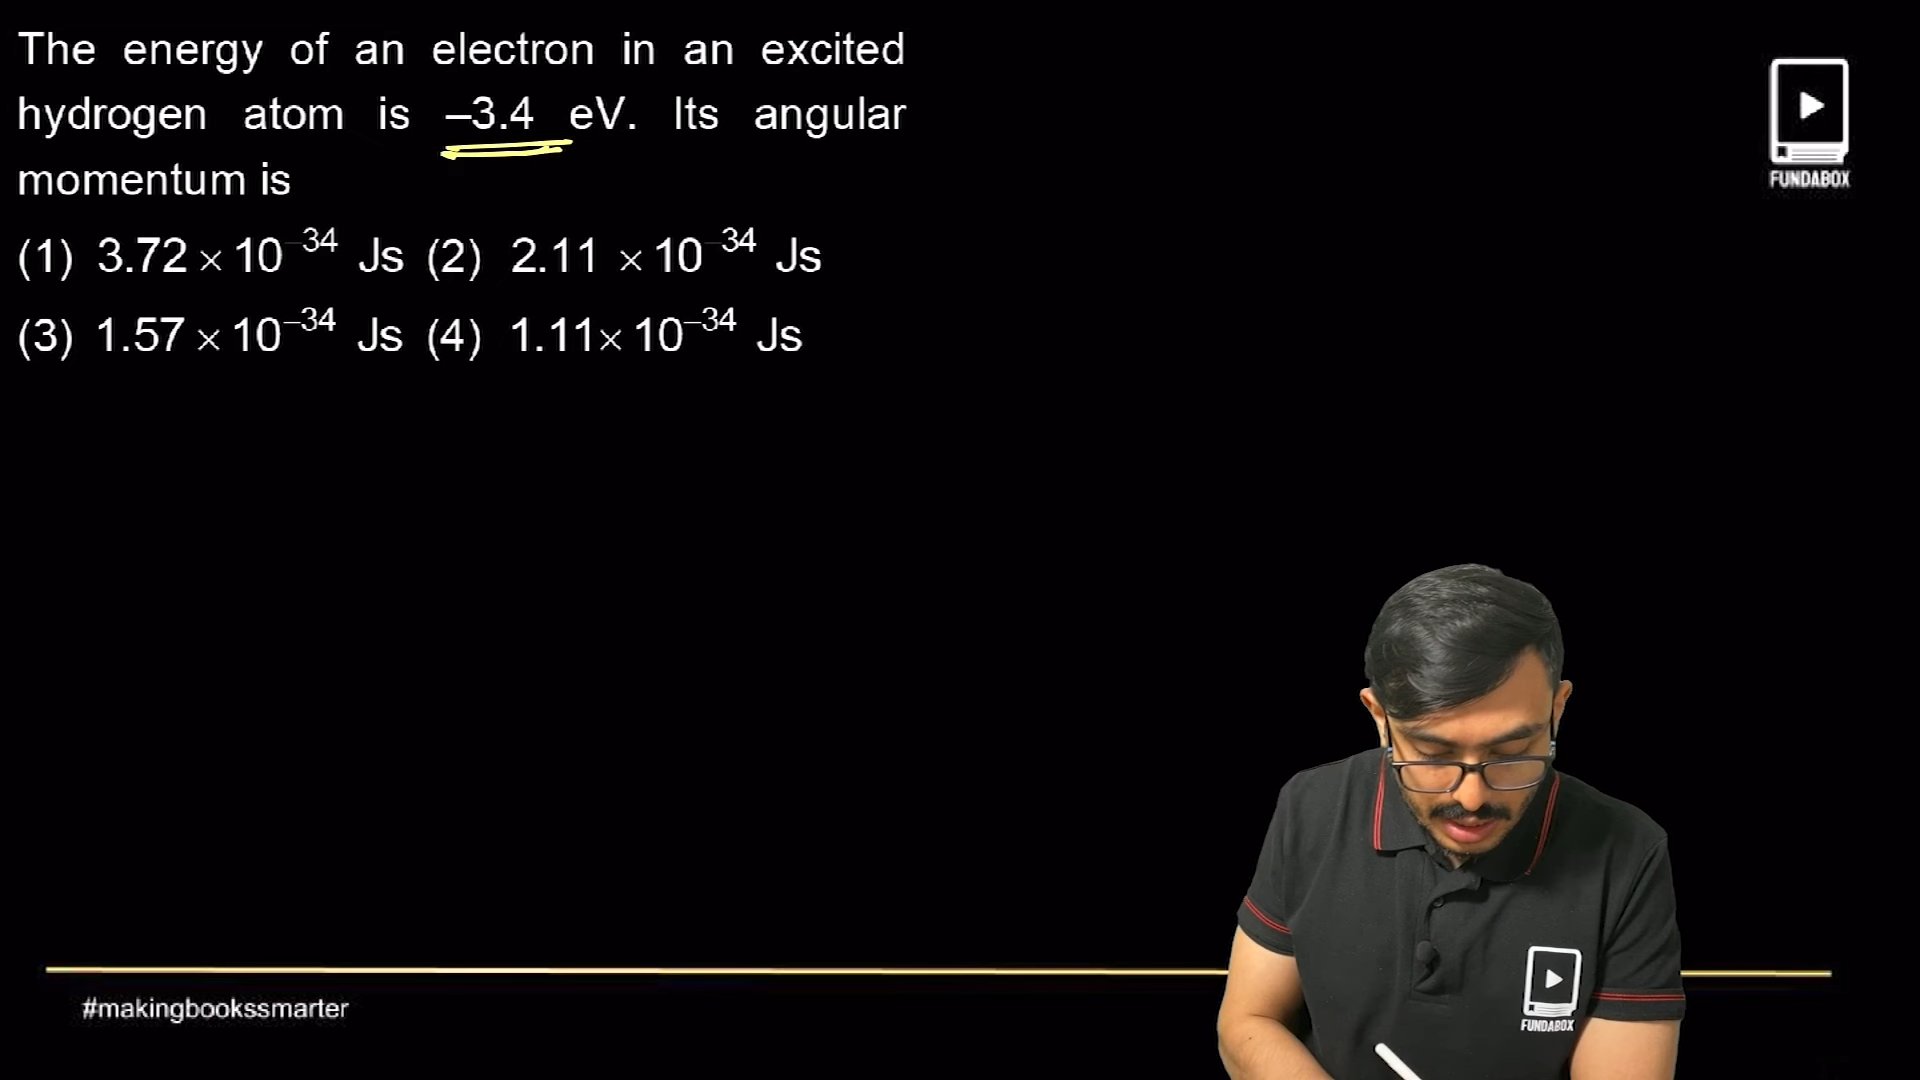 The energy of an electron in an excited
hydrogen atom is –3.4 eV. Its angular
momentum is
(1) 3.72 × 10⁻³⁴ Js (2) 2.11 × 10⁻³⁴ Js
(3) 1.57 × 10⁻³⁴ Js (4) 1.11× 10⁻³⁴ Js
FUNDABOX
FUNDABOX
#makingbookssmarter